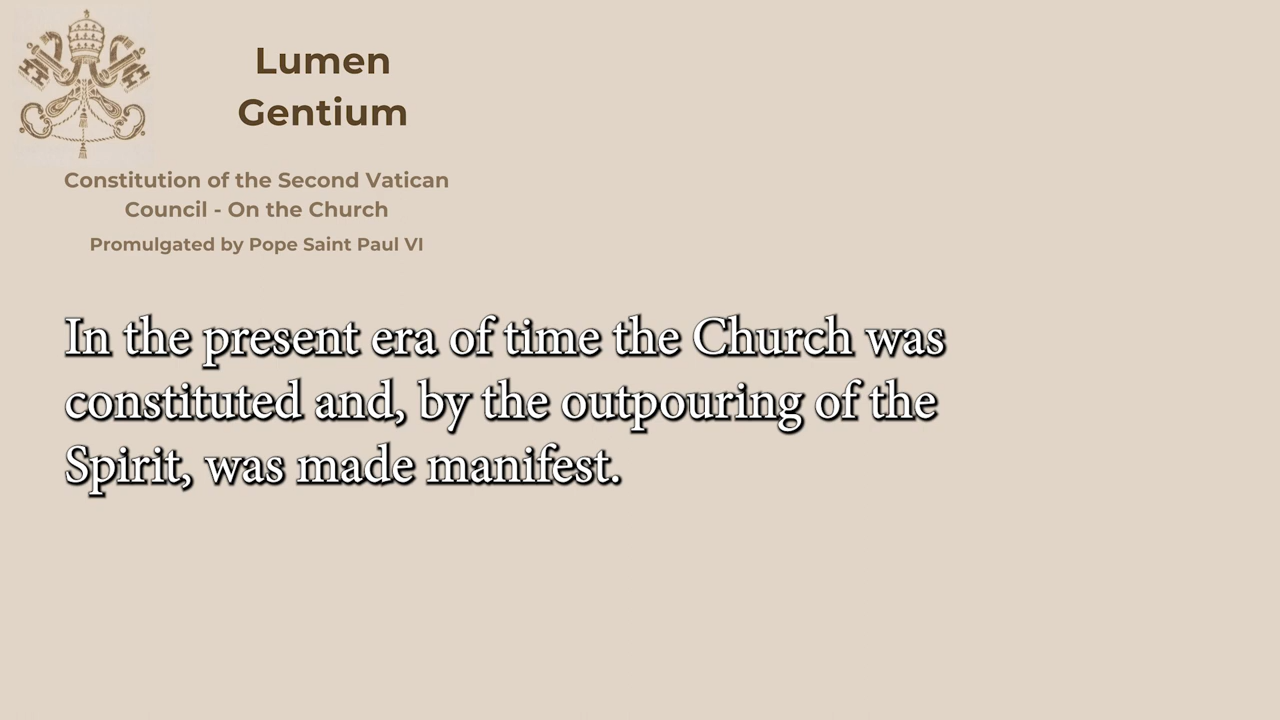 Lumen
Gentium
Constitution of the Second Vatican
Council - On the Church
Promulgated by Pope Saint Paul VI
In the present era of time the Church was
constituted and, by the outpouring of the
Spirit, was made manifest.